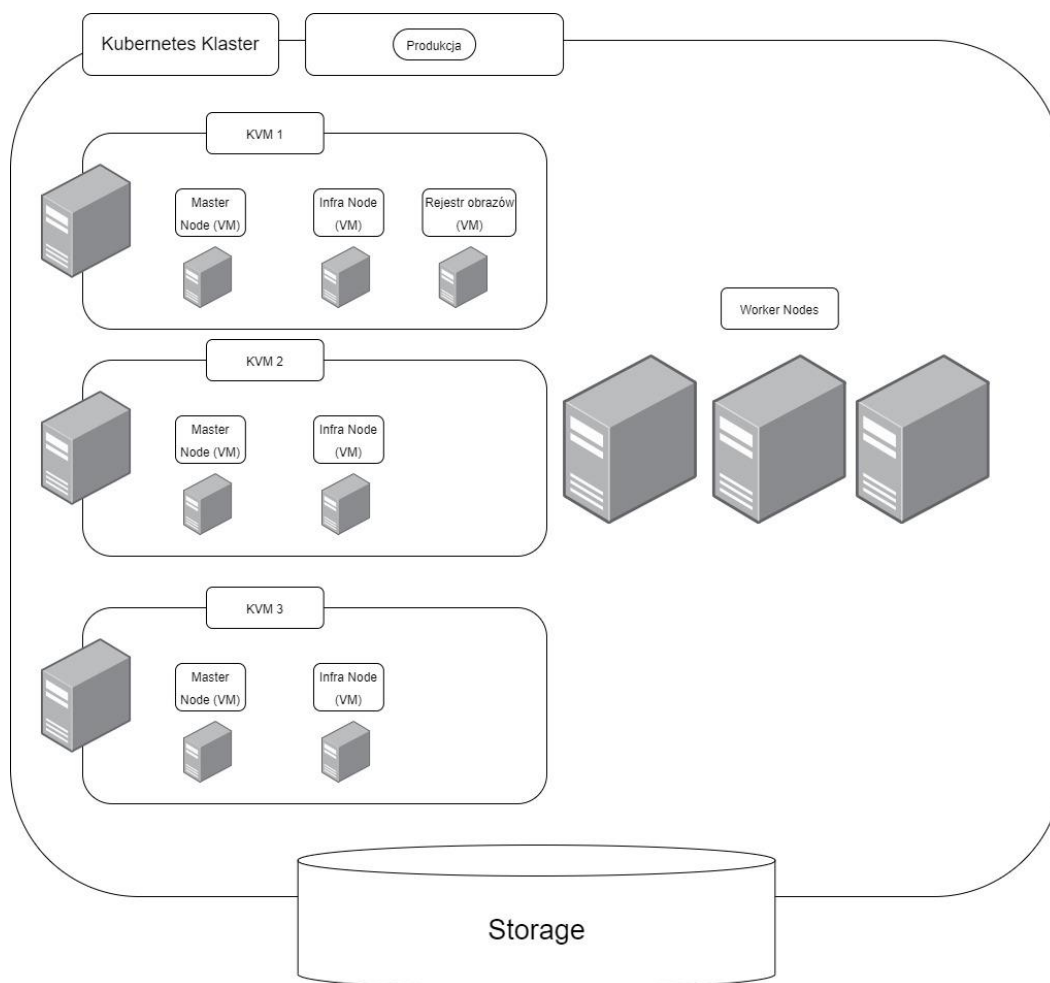 Kubernetes Klaster
Produkcja
KVM 1
Master
Node (VM)
Infra Node
(VM)
Rejestr obrazów
(VM)
KVM 2
Master
Node (VM)
Infra Node
(VM)
KVM 3
Master
Node (VM)
Infra Node
(VM)
Worker Nodes
Storage